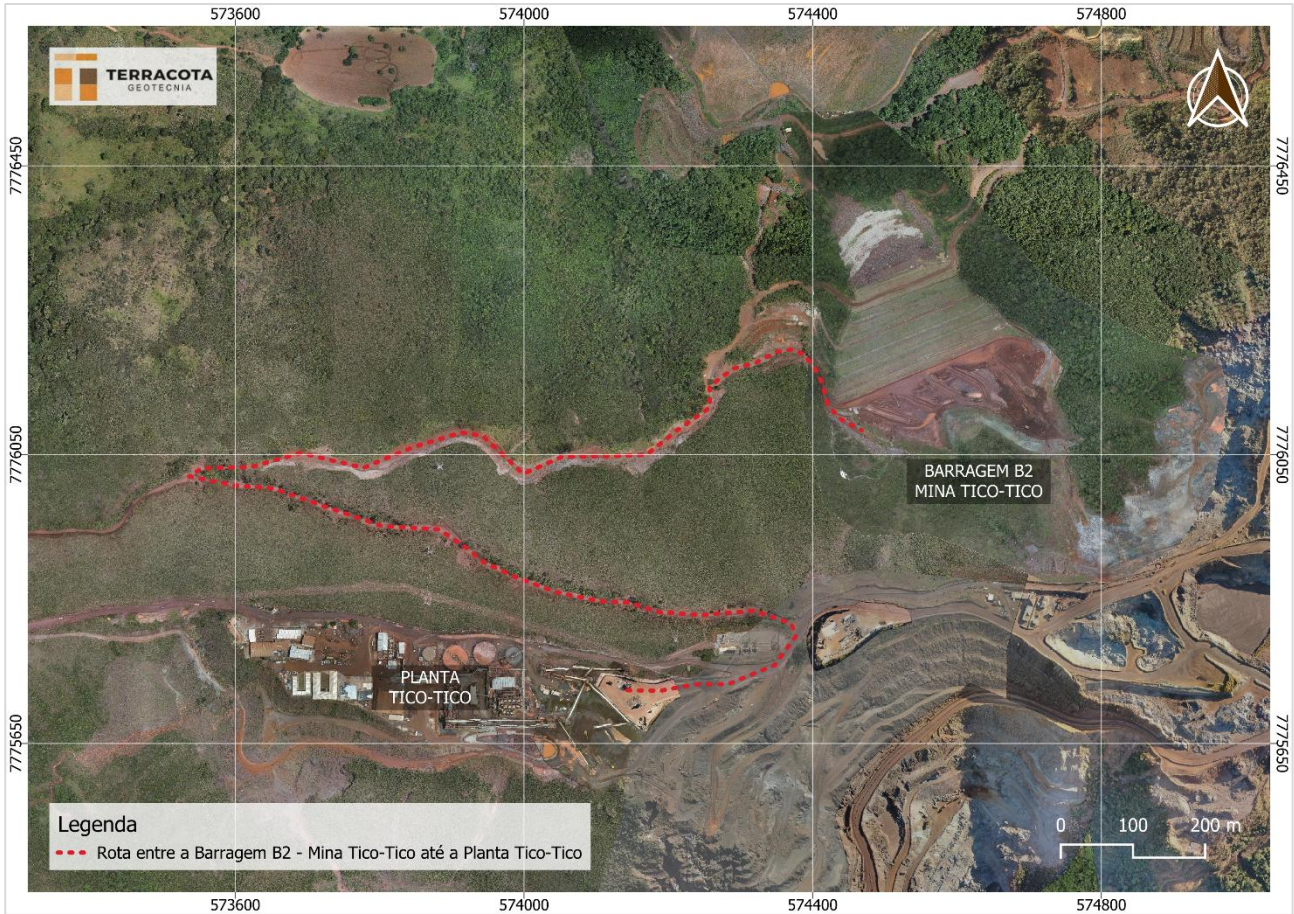 573600
574000
574400
574800
TERRACOTA
GEOTECNIA
7776450
7776450
7776050
7776050
BARRAGEM B2
MINA TICO-TICO
PLANTA
TICO-TICO
7775650
7775650
Legenda
Rota entre a Barragem B2 - Mina Tico-Tico até a Planta Tico-Tico
0 100 200 m
573600
574000
574400
574800